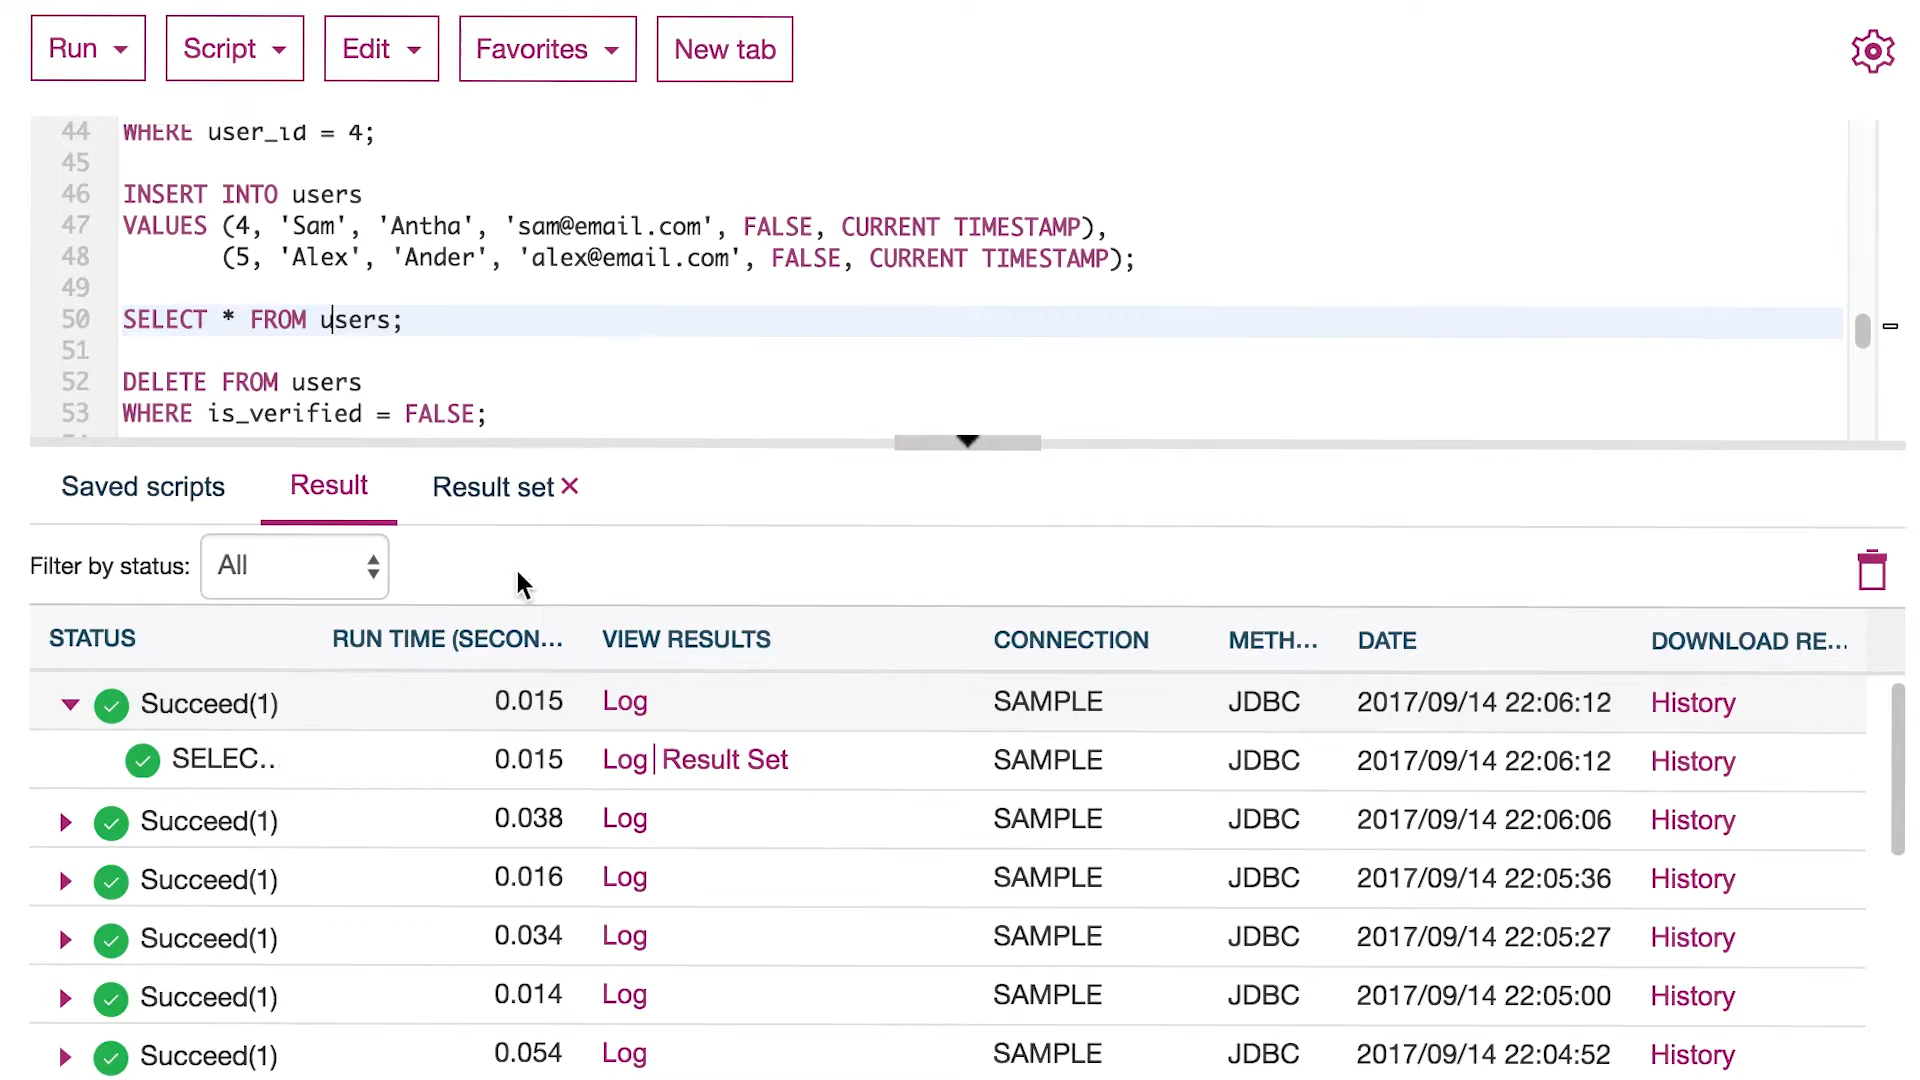 Run Script Edit Favorites New tab
44 WHERE user_id = 4;
45
46 INSERT INTO users
47 VALUES (4, 'Sam', 'Antha', 'sam@email.com', FALSE, CURRENT TIMESTAMP),
48 (5, 'Alex', 'Ander', 'alex@email.com', FALSE, CURRENT TIMESTAMP);
49
50 SELECT * FROM users;
51
52 DELETE FROM users
53 WHERE is_verified = FALSE;
Saved scripts Result Result set ×
Filter by status: All
STATUS RUN TIME (SECON... VIEW RESULTS CONNECTION METH... DATE DOWNLOAD RE...
Succeed(1) 0.015 Log SAMPLE JDBC 2017/09/14 22:06:12 History
SELEC.. 0.015 Log|Result Set SAMPLE JDBC 2017/09/14 22:06:12 History
Succeed(1) 0.038 Log SAMPLE JDBC 2017/09/14 22:06:06 History
Succeed(1) 0.016 Log SAMPLE JDBC 2017/09/14 22:05:36 History
Succeed(1) 0.034 Log SAMPLE JDBC 2017/09/14 22:05:27 History
Succeed(1) 0.014 Log SAMPLE JDBC 2017/09/14 22:05:00 History
Succeed(1) 0.054 Log SAMPLE JDBC 2017/09/14 22:04:52 History